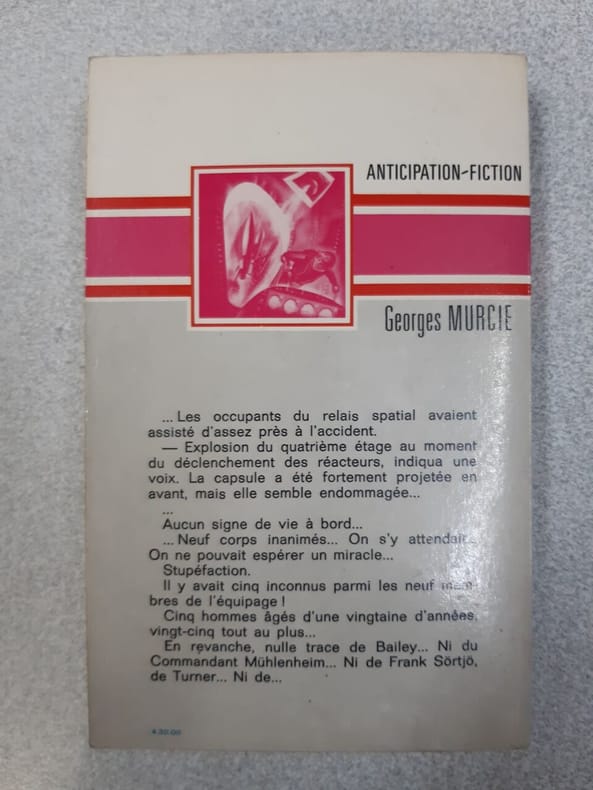 ANTICIPATION-FICTION
Georges MURCIE
... Les occupants du relais spatial avaient
assisté d'assez près à l'accident.
— Explosion du quatrième étage au moment
du déclenchement des réacteurs, indiqua une
voix. La capsule a été fortement projetée en
avant, mais elle semble endommagée...
...
Aucun signe de vie à bord...
... Neuf corps inanimés... On s'y attendait.
On ne pouvait espérer un miracle...
Stupéfaction.
Il y avait cinq inconnus parmi les neuf mem-
bres de l'équipage !
Cinq hommes âgés d'une vingtaine d'années,
vingt-cinq tout au plus...
En revanche, nulle trace de Bailey... Ni du
Commandant Mühlenheim... Ni de Frank Sörtjö,
de Turner... Ni de...